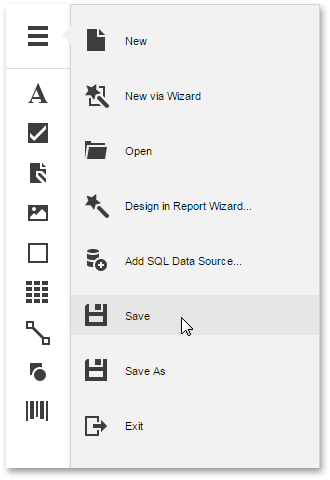 New
New via Wizard
Open
Design in Report Wizard...
Add SQL Data Source...
Save
Save As
Exit